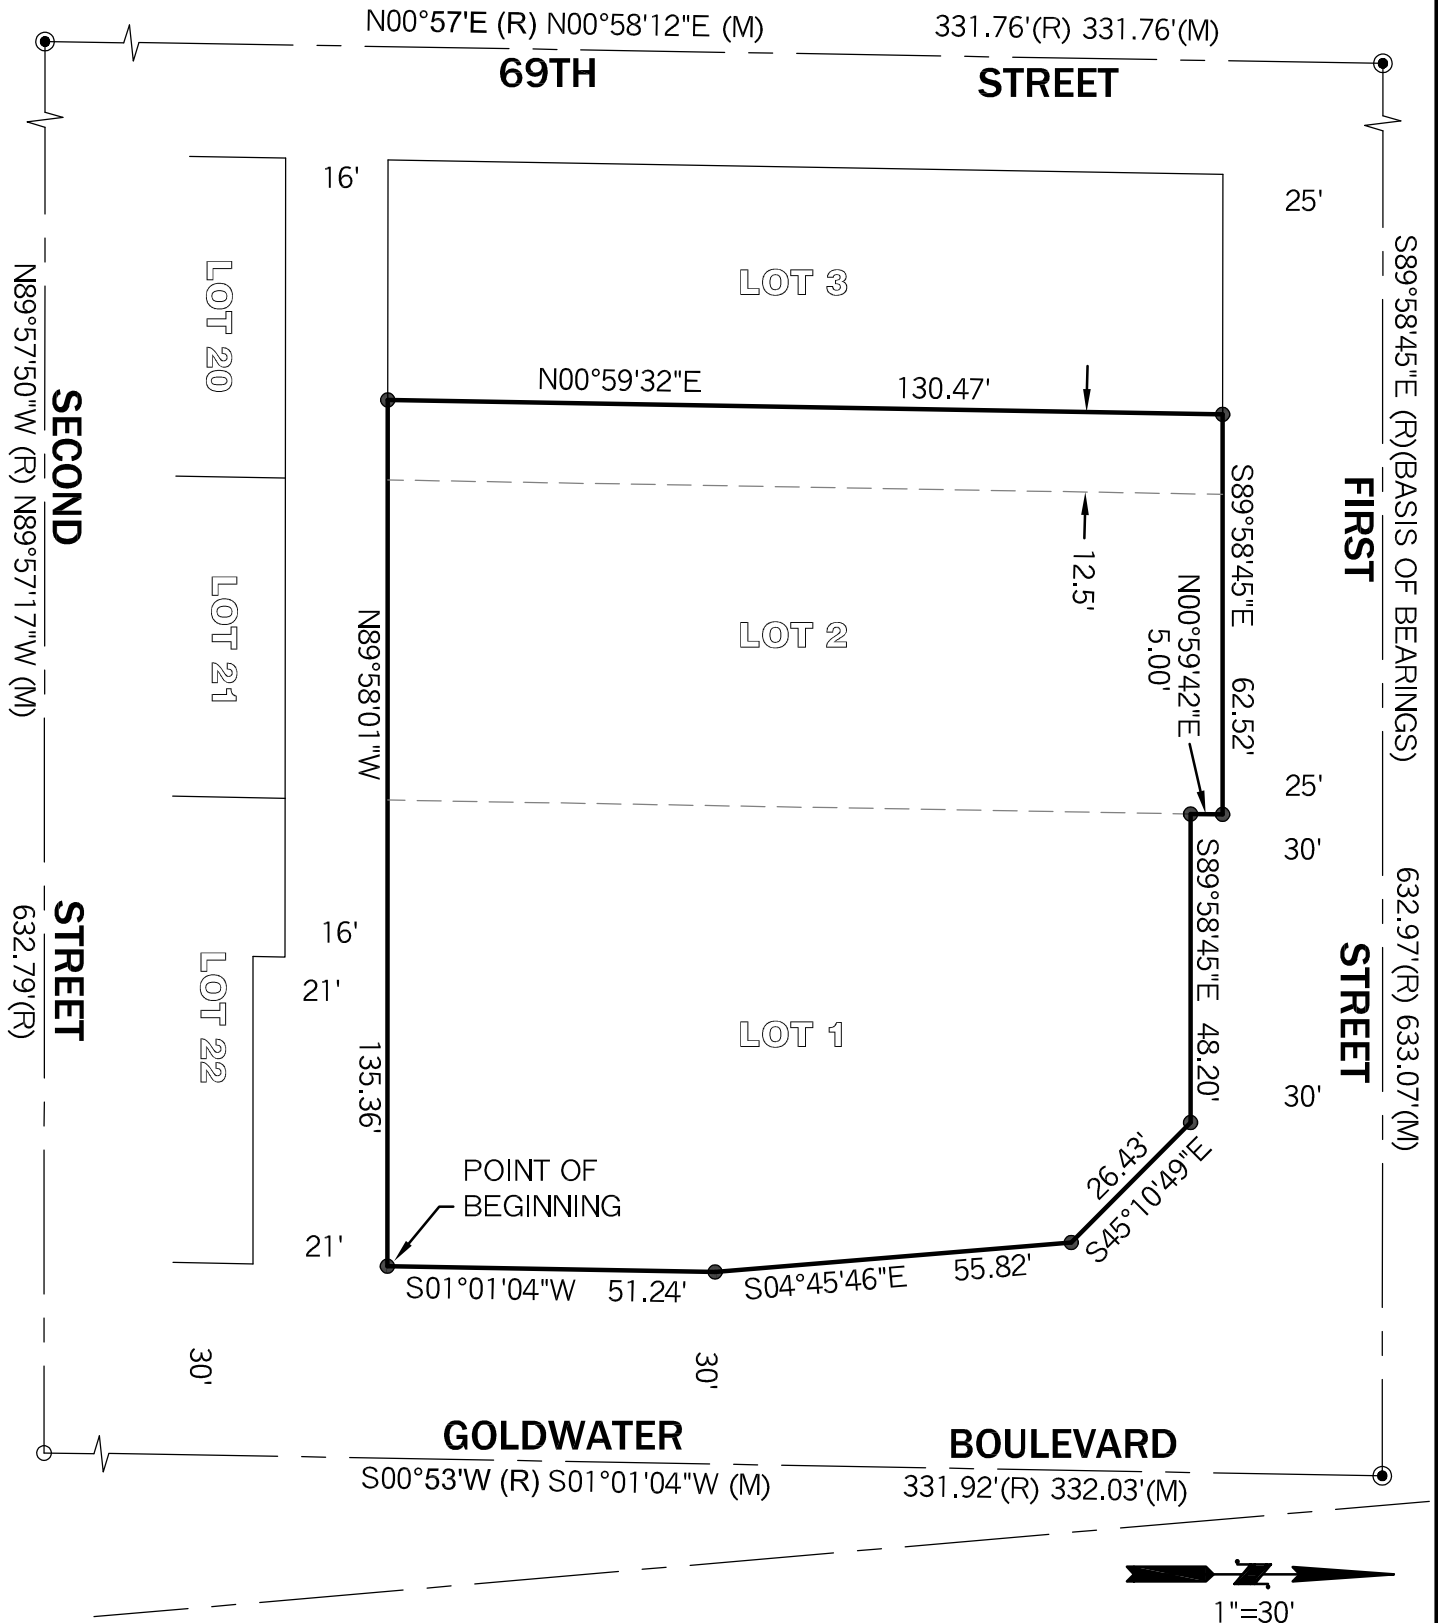 N00°57'E (R) N00°58'12"E (M)
331.76'(R) 331.76'(M)
69TH
STREET
16'
25'
LOT 3
LOT 20
N00°59'32"E
130.47'
S89°58'45"E (R)(BASIS OF BEARINGS)
632.97'(R) 633.07'(M)
FIRST
STREET
SECOND
STREET
N89°57'50"W (R) N89°57'17"W (M)
632.79'(R)
S89°58'45"E
62.52'
12.5'
N00°59'42"E
5.00'
LOT 2
LOT 21
N89°58'01"W
135.36'
25'
30'
S89°58'45"E
48.20'
16'
21'
LOT 22
LOT 1
30'
26.43'
S45°10'49"E
POINT OF
BEGINNING
21'
S01°01'04"W
51.24'
S04°45'46"E
55.82'
30'
30'
GOLDWATER
BOULEVARD
S00°53'W (R) S01°01'04"W (M)
331.92'(R) 332.03'(M)
N
1"=30'